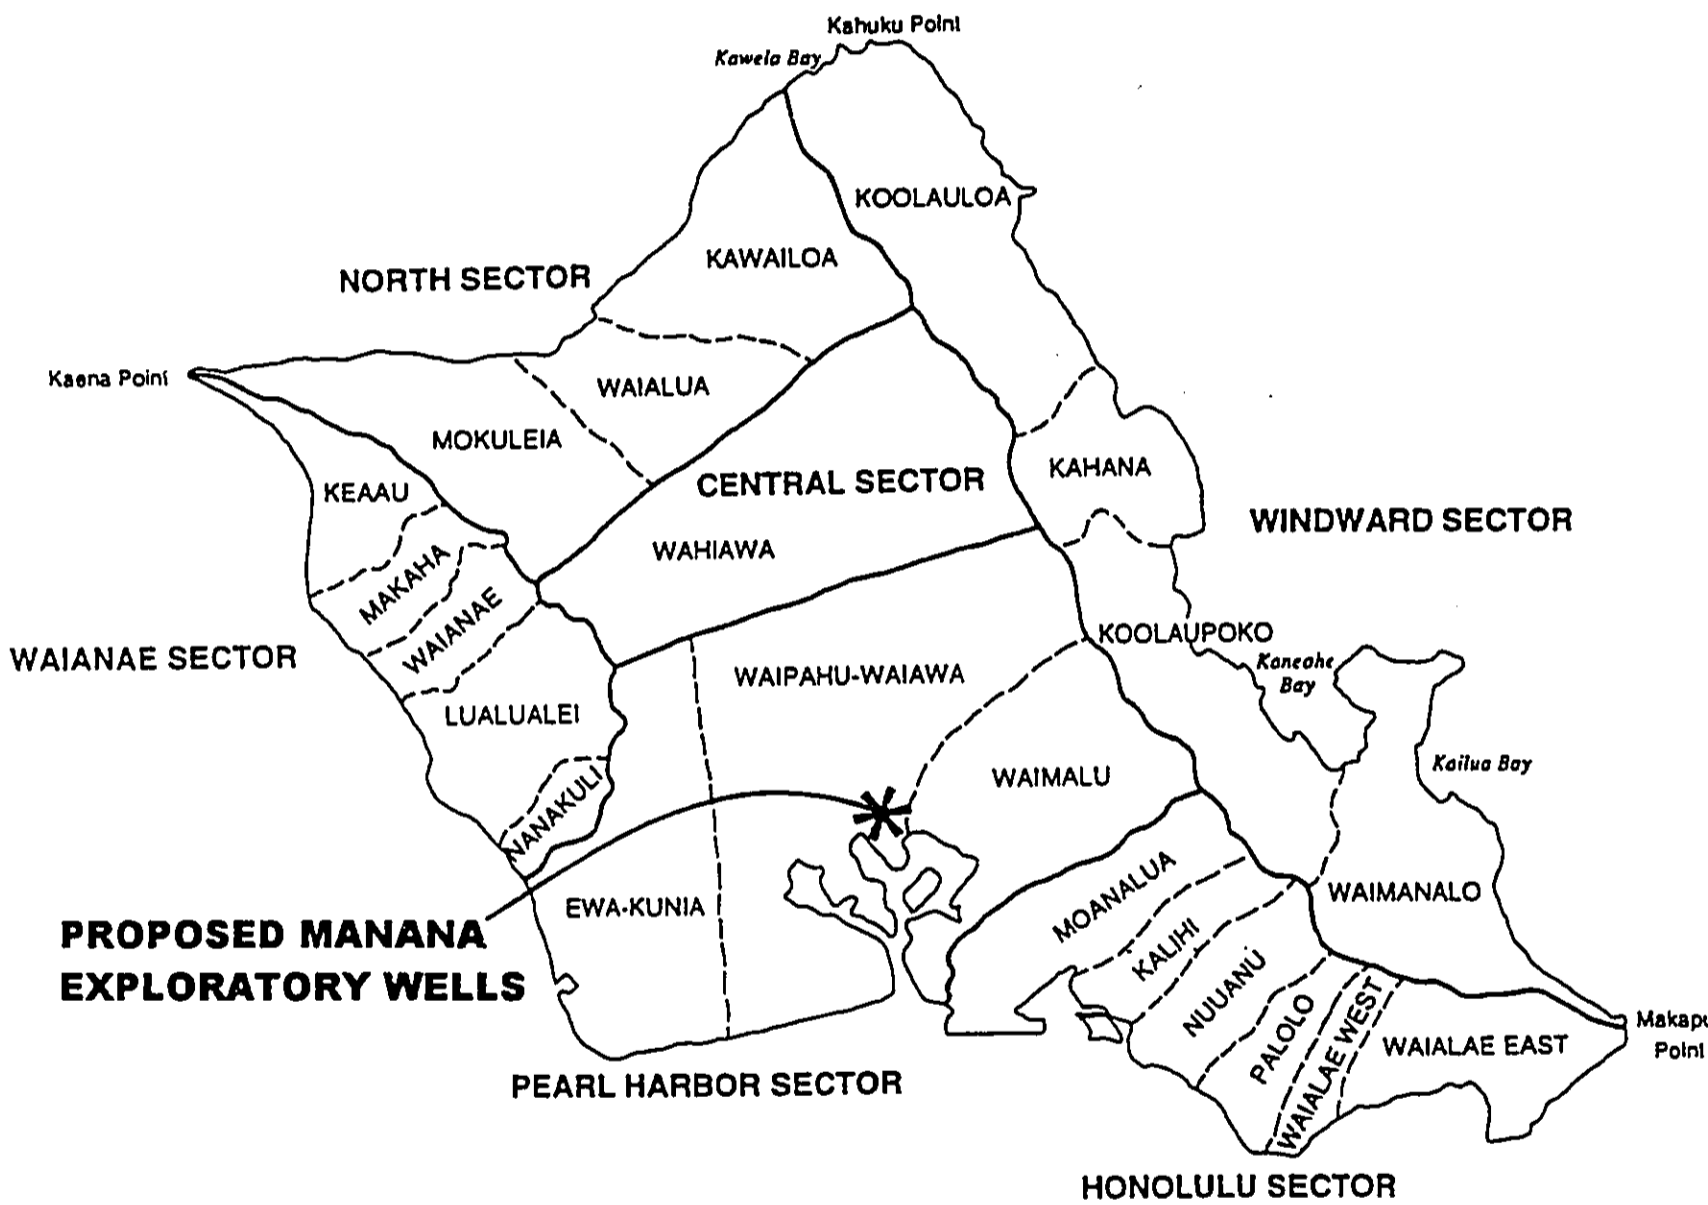 Kahuku Point
Kawela Bay
KOOLAULOA
KAWAILOA
NORTH SECTOR
Kaena Point
WAIALUA
MOKULEIA
KAHANA
CENTRAL SECTOR
KEAAU
WINDWARD SECTOR
WAHIAWA
MAKAHA
WAIANAE
KOOLAUPOKO
WAIANAE SECTOR
Kaneohe
Bay
WAIPAHU-WAIAWA
LUALUALEI
Kailua Bay
WAIMALU
NANAKULI
MOANALUA
WAIMANALO
EWA-KUNIA
PROPOSED MANANA
EXPLORATORY WELLS
KALIHI
NUUANU
PALOLO
WAIALAE WEST
WAIALAE EAST
Makapu
Point
PEARL HARBOR SECTOR
HONOLULU SECTOR